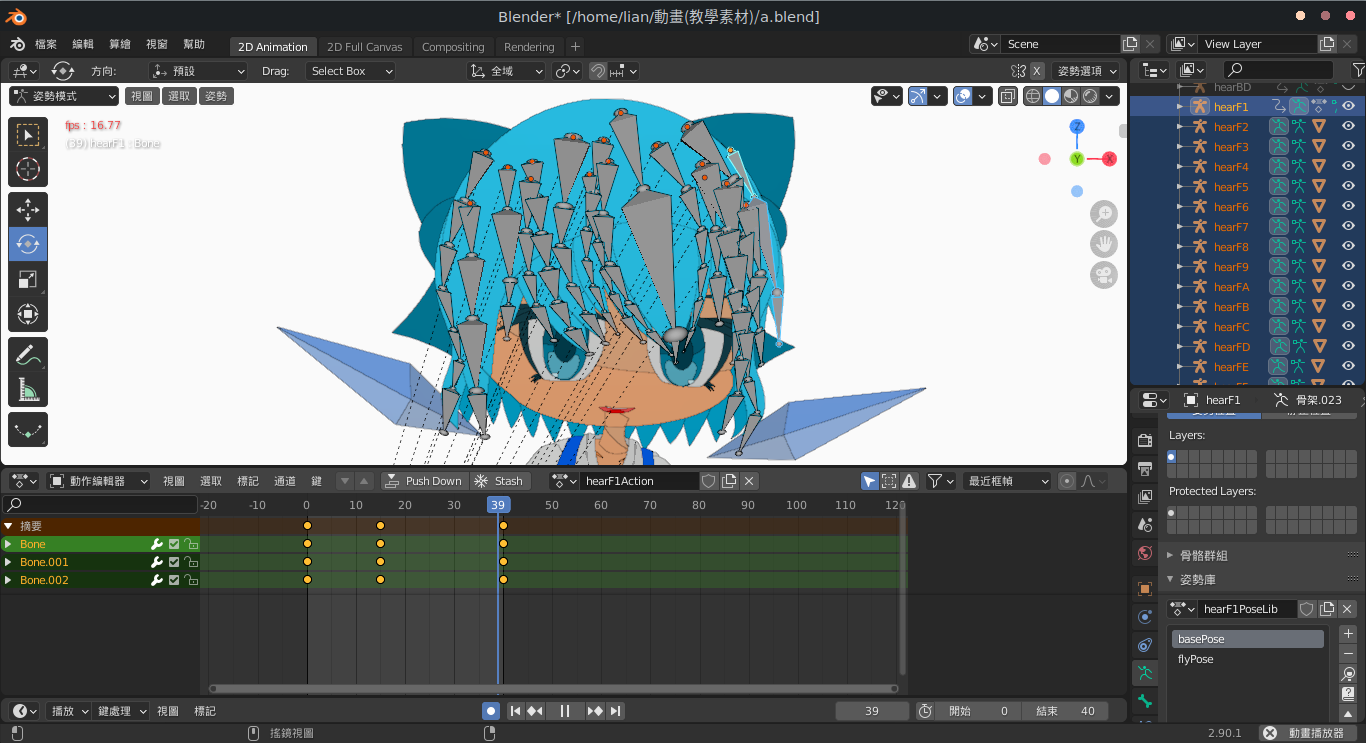 Blender* [/home/lian/動畫(教學素材)/a.blend]
檔案 編輯 算繪 視窗 幫助 2D Animation 2D Full Canvas Compositing Rendering + Scene View Layer
方向: 預設 Drag: Select Box 全域 X 姿勢選項
姿勢模式 視圖 選取 姿勢
fps : 16.77
(39) hearF1 : Bone
Z
Y
X
hearBD
hearF1
hearF2
hearF3
hearF4
hearF5
hearF6
hearF7
hearF8
hearF9
hearFA
hearFB
hearFC
hearFD
hearFE
hearF1 骨架.023
Layers:
Protected Layers:
骨骼群組
姿勢庫
hearF1PoseLib
basePose
flyPose
動作編輯器 視圖 選取 標記 通道 鍵 Push Down Stash hearF1Action 最近框幀
-20 -10 0 10 20 30 39 50 60 70 80 90 100 110 120
摘要
Bone
Bone.001
Bone.002
播放 鍵處理 視圖 標記 39 開始 0 結束 40
搖鏡視圖 2.90.1 動畫播放器